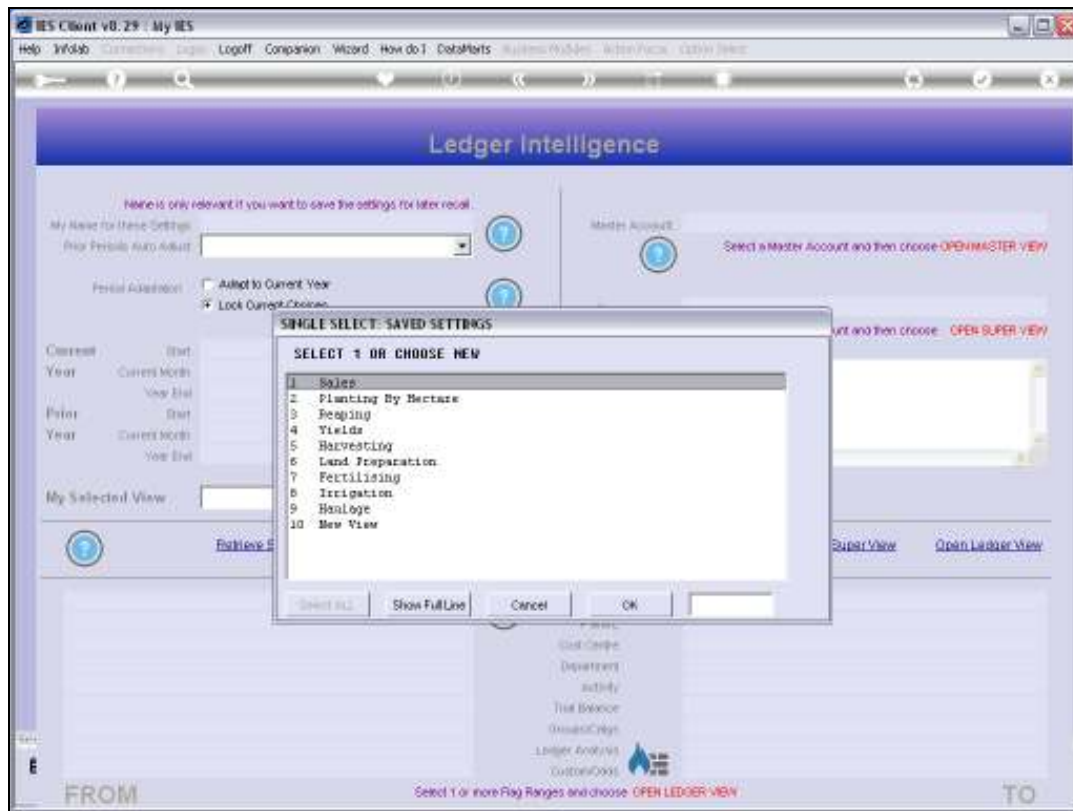 IES Client v8.29 : My IES
Help Infolab Logoff Companion Wizard How do I DataMarts
Ledger Intelligence
Name is only relevant if you want to save the settings for later recall.
My Name for these Settings
Master Account
Prior Periods Auto Adjust
Select a Master Account and then choose OPEN MASTER VIEW
Period Adaptation
Adapt to Current Year
Lock Current Choices
SINGLE SELECT: SAVED SETTINGS
unt and then choose OPEN SUPER VIEW
SELECT 1 OR CHOOSE NEW
Current Start
Year Current Month
Year End
Prior Start
Year Current Month
Year End
1 Sales
2 Planting By Hectare
3 Reaping
4 Yields
5 Harvesting
6 Land Preparation
7 Fertilising
8 Irrigation
9 Haulage
10 New View
My Selected View
Retrieve S
Super View Open Ledger View
Select ALL Show Full Line Cancel OK
Cost Centre
Department
Activity
Trial Balance
Ledger Analysis
FROM
Select 1 or more Flag Ranges and choose OPEN LEDGER VIEW
TO